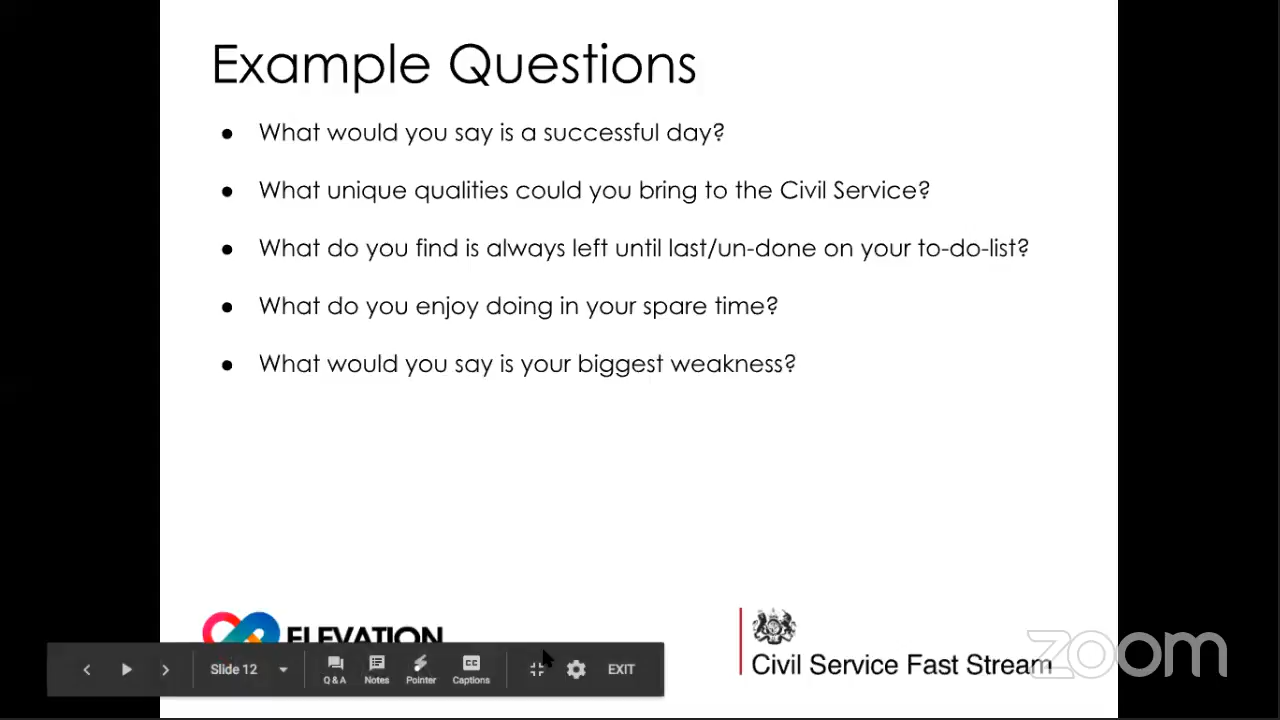 Example Questions
● What would you say is a successful day?
● What unique qualities could you bring to the Civil Service?
● What do you find is always left until last/un-done on your to-do-list?
● What do you enjoy doing in your spare time?
● What would you say is your biggest weakness?
ELEVATION
Civil Service Fast Stream
zoom
Slide 12
Q & A
Notes
Pointer
CC
Captions
EXIT